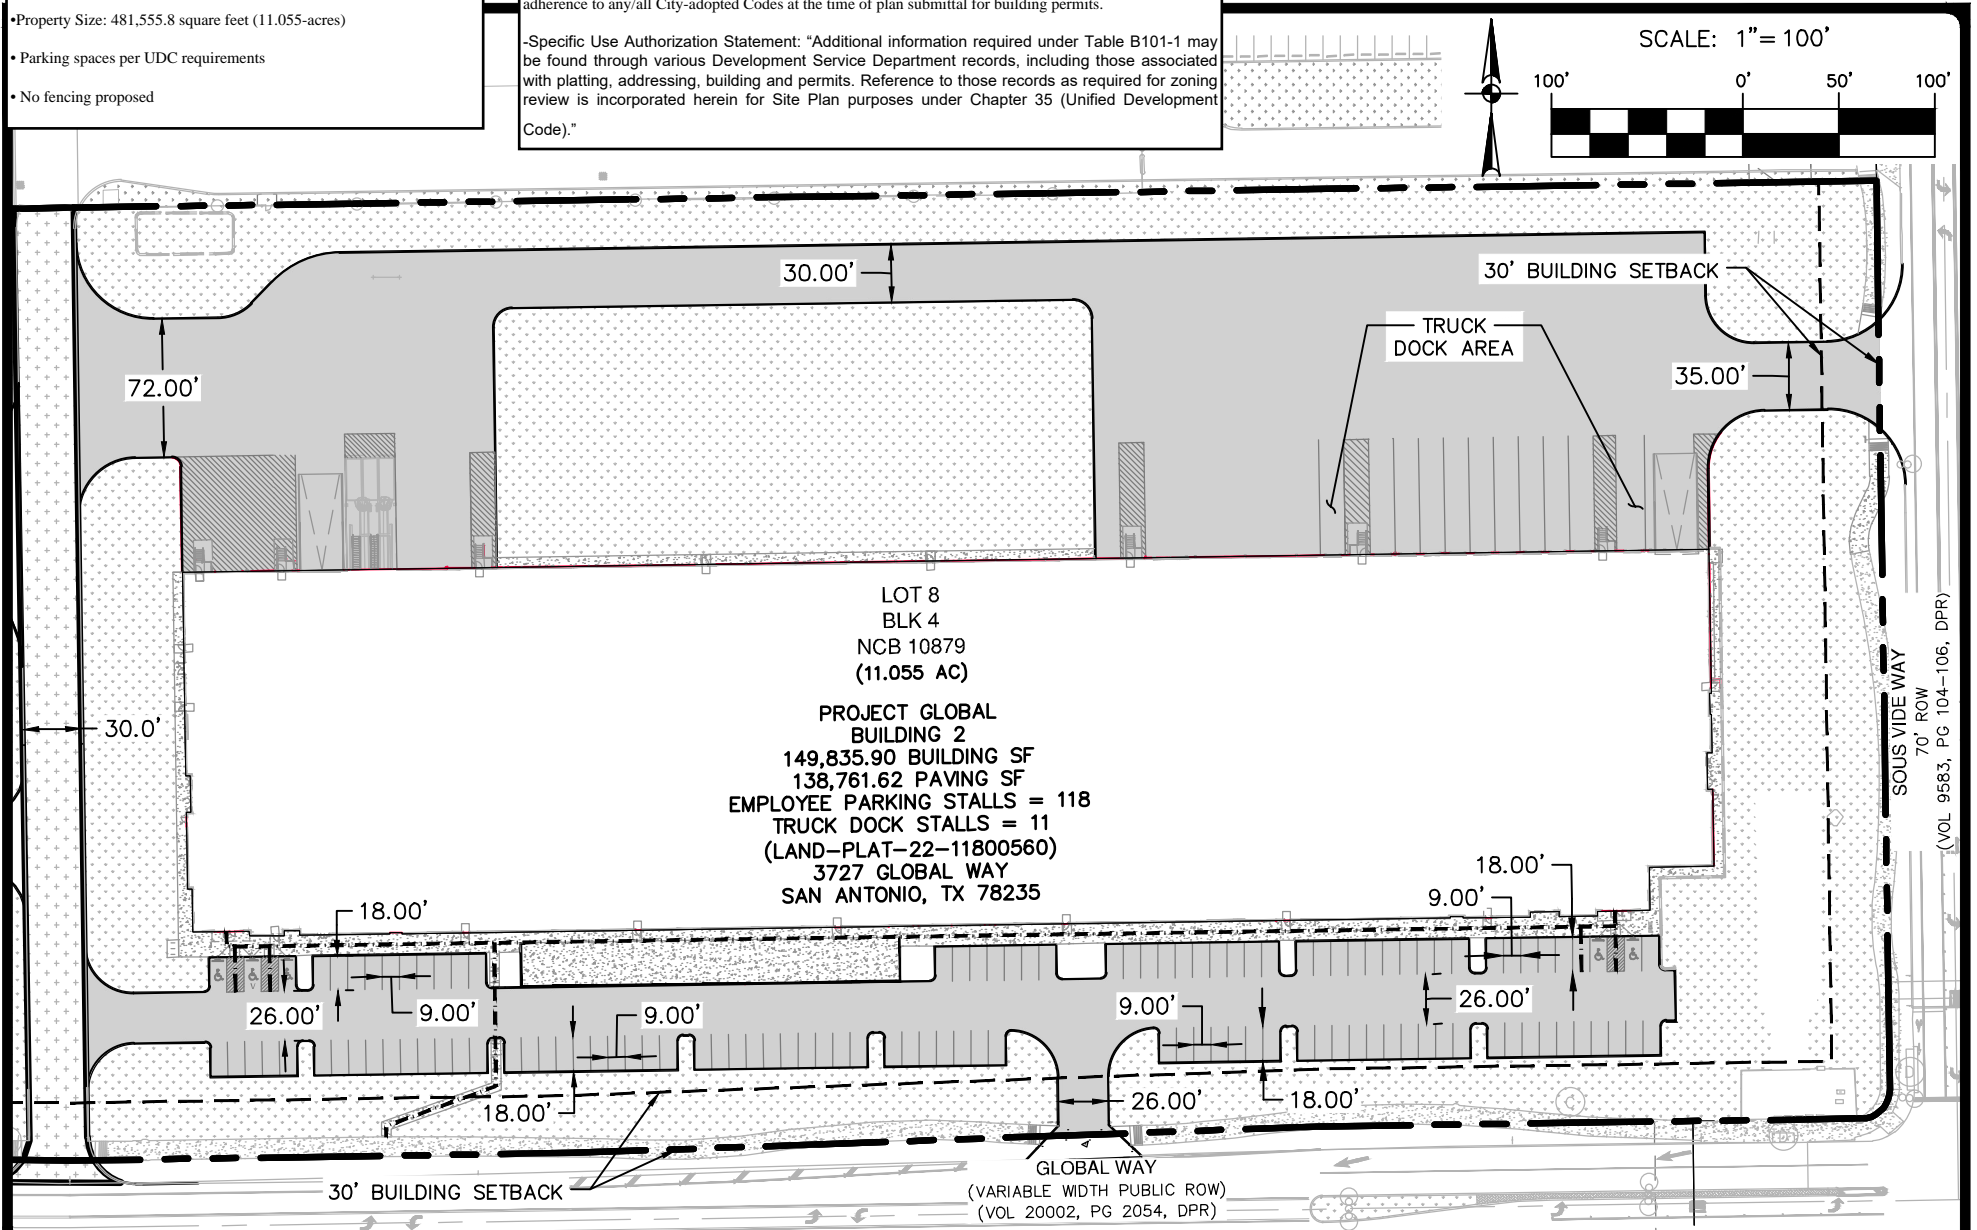 •Property Size: 481,555.8 square feet (11.055-acres)
• Parking spaces per UDC requirements
• No fencing proposed
adherence to any/all City-adopted Codes at the time of plan submittal for building permits.
-Specific Use Authorization Statement: “Additional information required under Table B101-1 may
be found through various Development Service Department records, including those associated
with platting, addressing, building and permits. Reference to those records as required for zoning
review is incorporated herein for Site Plan purposes under Chapter 35 (Unified Development
Code).”
SCALE: 1”= 100’
100’ 0’ 50’ 100’
30.00’
30’ BUILDING SETBACK
TRUCK
DOCK AREA
72.00’
35.00’
LOT 8
BLK 4
NCB 10879
(11.055 AC)
PROJECT GLOBAL
BUILDING 2
149,835.90 BUILDING SF
138,761.62 PAVING SF
EMPLOYEE PARKING STALLS = 118
TRUCK DOCK STALLS = 11
(LAND-PLAT-22-11800560)
3727 GLOBAL WAY
SAN ANTONIO, TX 78235
30.0’
SOUS VIDE WAY
70’ ROW
(VOL 9583, PG 104-106, DPR)
18.00’
18.00’
9.00’
26.00’
9.00’
9.00’
9.00’
26.00’
18.00’
26.00’
18.00’
30’ BUILDING SETBACK
GLOBAL WAY
(VARIABLE WIDTH PUBLIC ROW)
(VOL 20002, PG 2054, DPR)